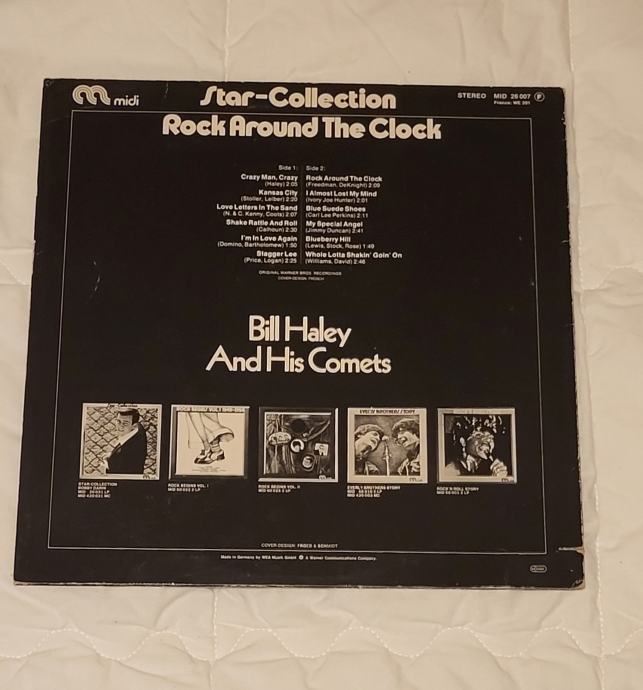 midi
Star-Collection
STEREO MID 26 007 F
France: WE 351
Rock Around The Clock
Side 1:
Crazy Man, Crazy
(Haley) 2:05
Kansas City
(Stoller, Leiber) 2:20
Love Letters In The Sand
(N. & C. Kenny, Coots) 2:07
Shake Rattle And Roll
(Calhoun) 2:30
I'm In Love Again
(Domino, Bartholomew) 1:50
Stagger Lee
(Price, Logan) 2:25
Side 2:
Rock Around The Clock
(Freedman, DeKnight) 2:09
I Almost Lost My Mind
(Ivory Joe Hunter) 2:01
Blue Suede Shoes
(Carl Lee Perkins) 2:11
My Special Angel
(Jimmy Duncan) 2:41
Blueberry Hill
(Lewis, Stock, Rose) 1:49
Whole Lotta Shakin' Goin' On
(Williams, David) 2:46
ORIGINAL WARNER BROS. RECORDINGS
Bill Haley
And His Comets
Star-Collection
EVERLY BROTHERS STORY
STAR-COLLECTION
BOBBY DARIN
ROCK BEGINS VOL. I
ROCK BEGINS VOL. II
EVERLY BROTHERS STORY
ROCK'N ROLL STORY
COVER-DESIGN:
Made in Germany by WEA Musik GmbH A Warner Communications Company.